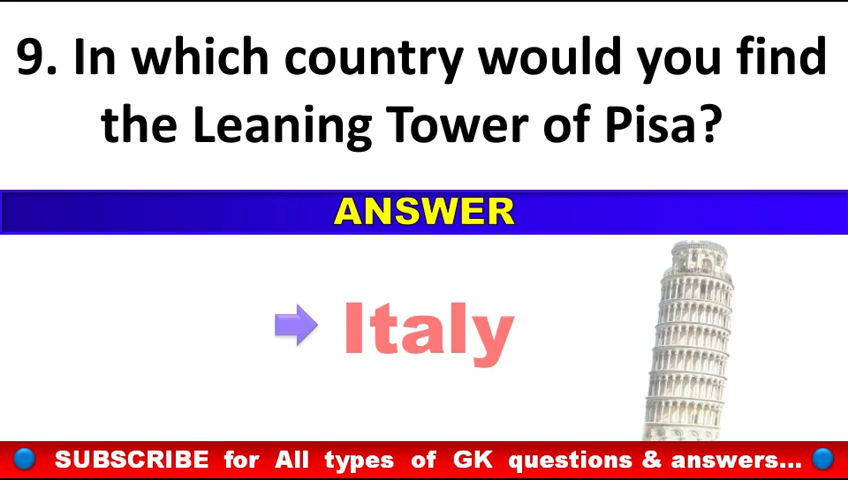 9. In which country would you find
the Leaning Tower of Pisa?
ANSWER
Italy
SUBSCRIBE for All types of GK questions & answers...